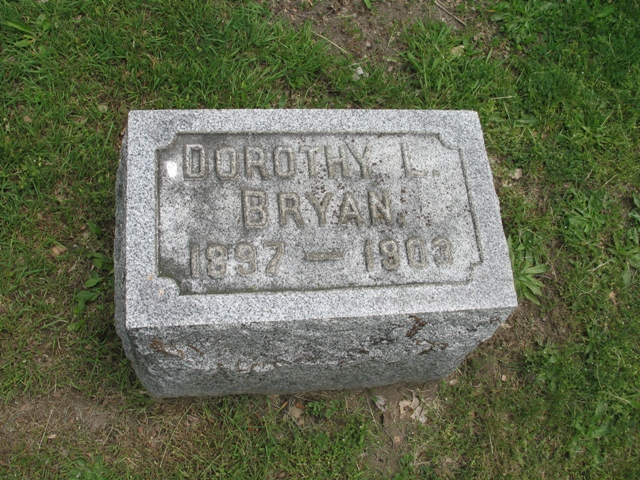 DOROTHY L.
BRYAN.
1897 — 1903